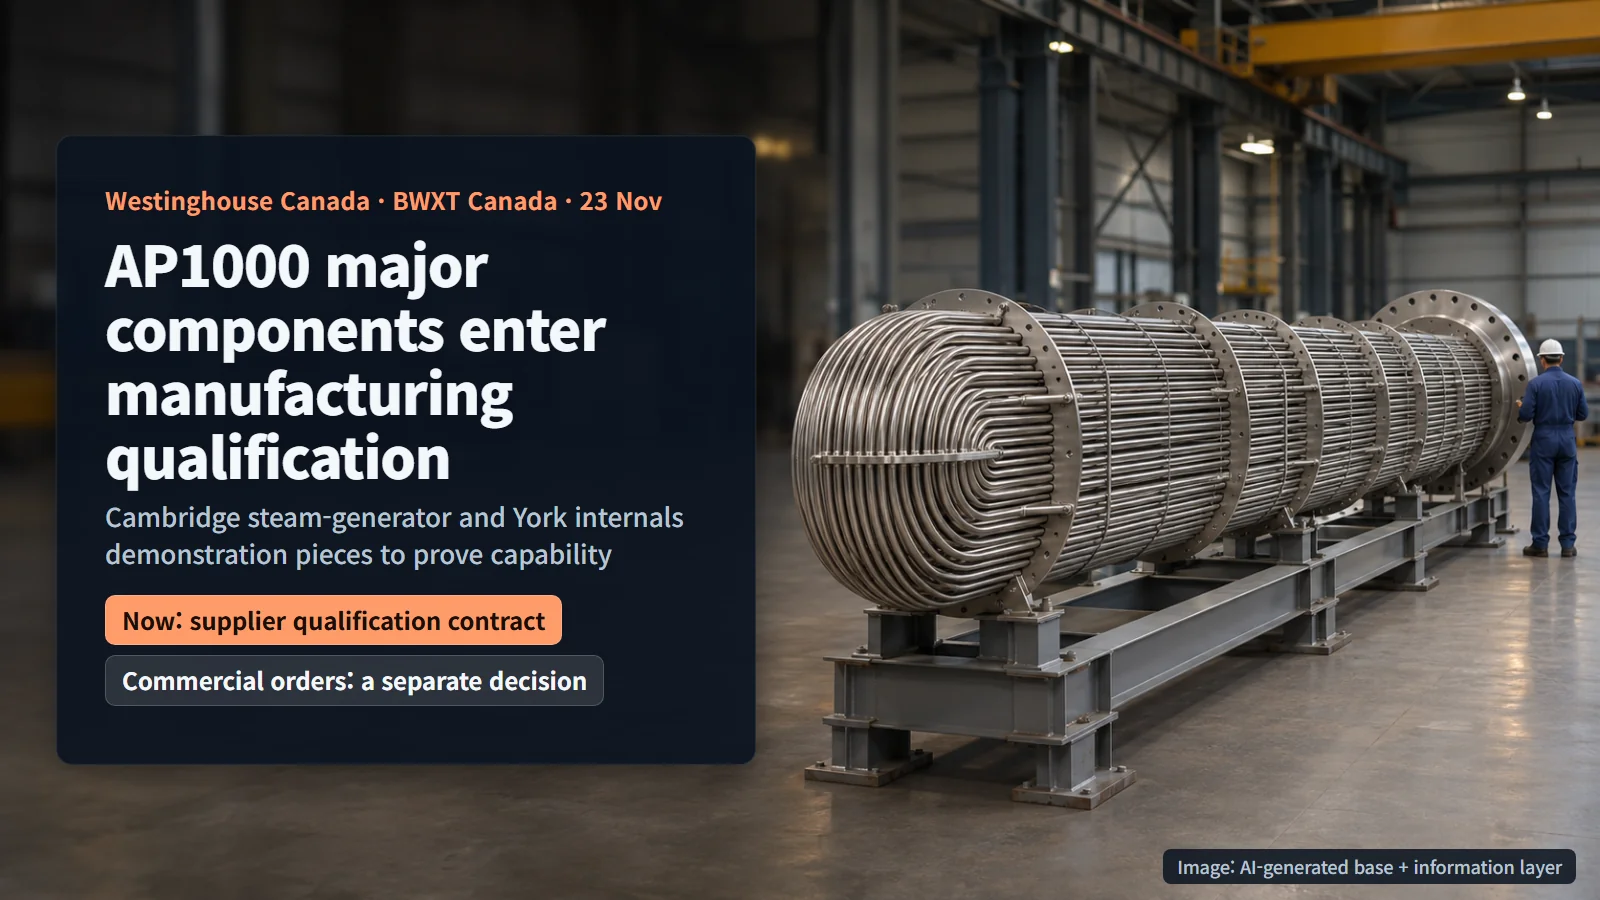 Westinghouse Canada · BWXT Canada · 23 Nov
AP1000 major
components enter
manufacturing
qualification
Cambridge steam-generator and York internals
demonstration pieces to prove capability
Now: supplier qualification contract
Commercial orders: a separate decision
Image: AI-generated base + information layer